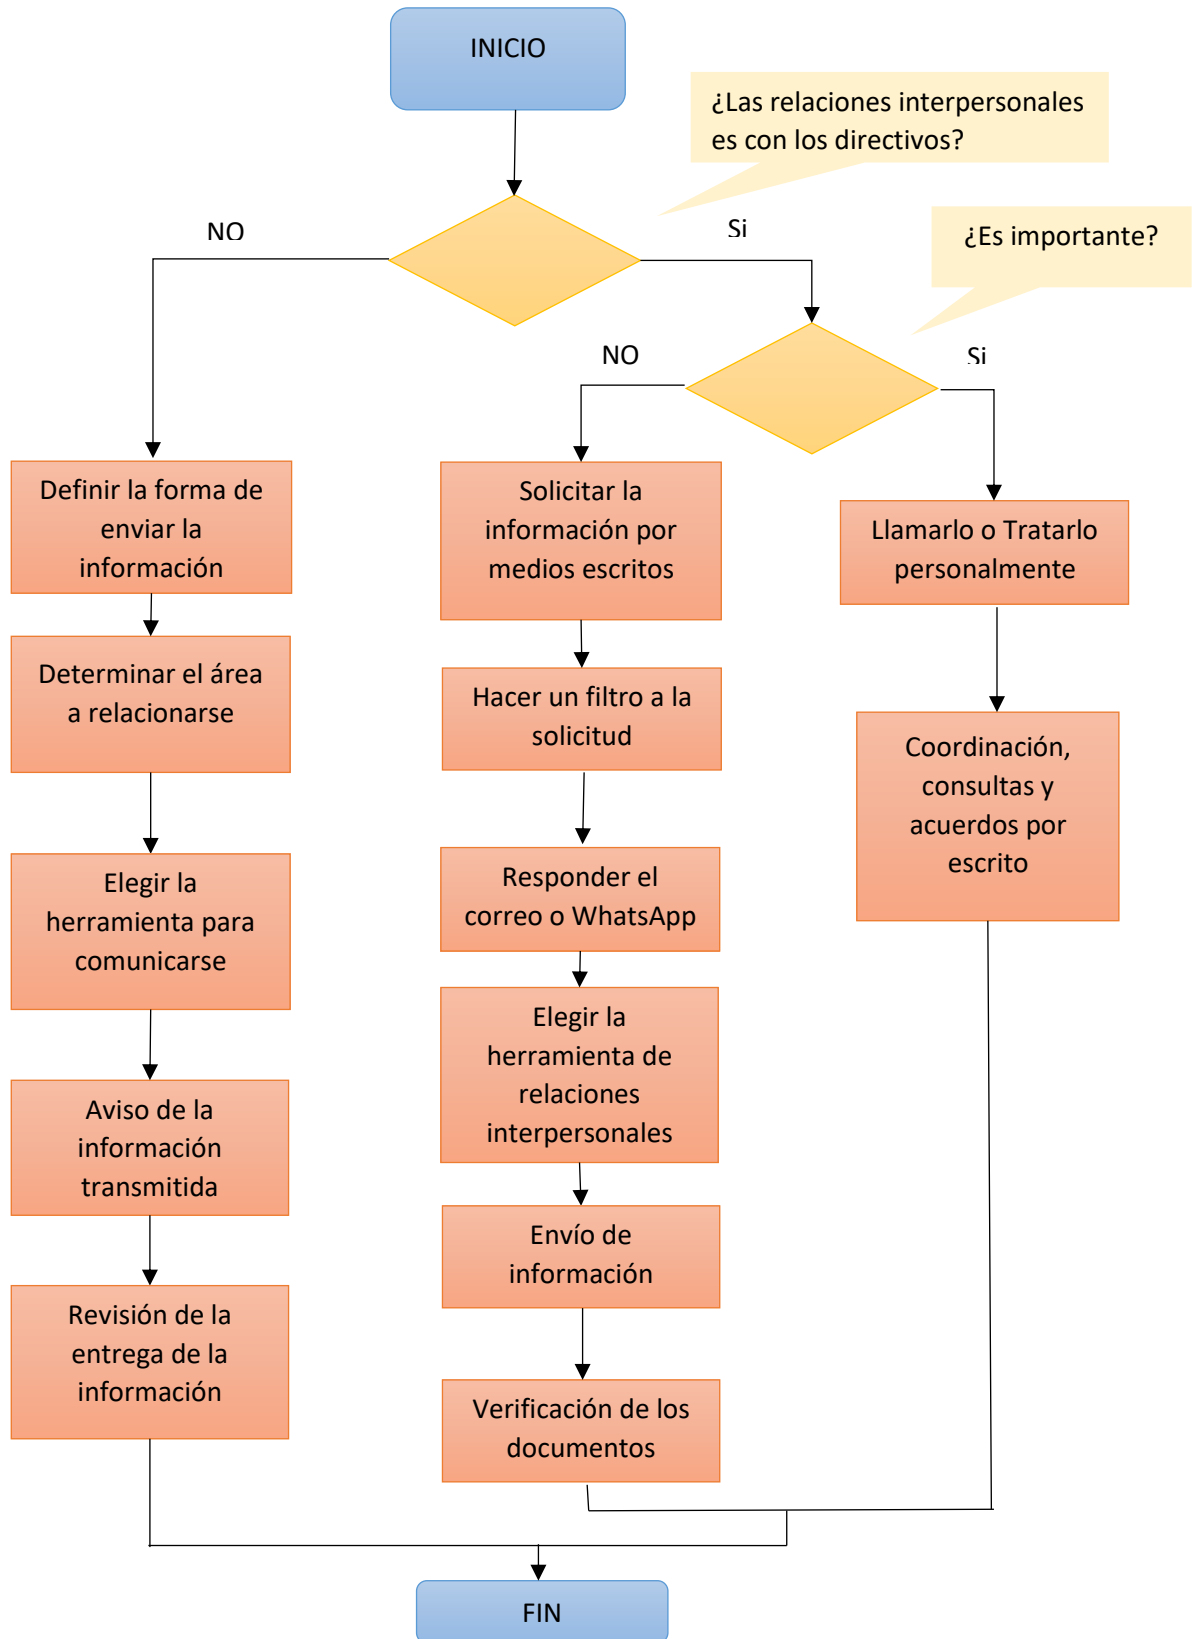 INICIO
¿Las relaciones interpersonales
es con los directivos?
NO
Si
¿Es importante?
NO
Si
Definir la forma de
enviar la
información
Determinar el área
a relacionarse
Elegir la
herramienta para
comunicarse
Aviso de la
información
transmitida
Revisión de la
entrega de la
información
Solicitar la
información por
medios escritos
Hacer un filtro a la
solicitud
Responder el
correo o WhatsApp
Elegir la
herramienta de
relaciones
interpersonales
Envío de
información
Verificación de los
documentos
Llamarlo o Tratarlo
personalmente
Coordinación,
consultas y
acuerdos por
escrito
FIN